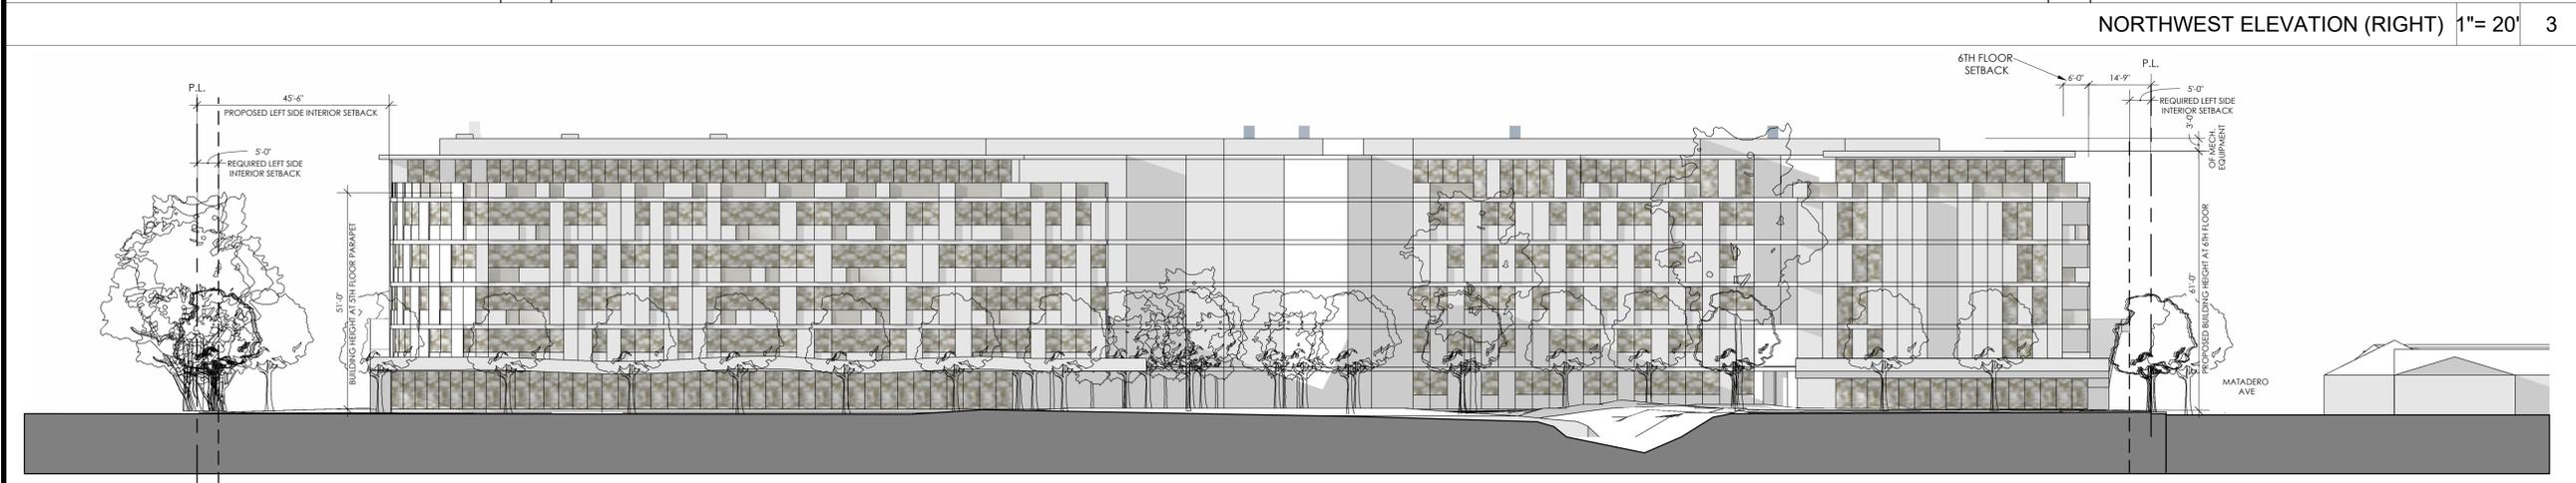 NORTHWEST ELEVATION (RIGHT) 1"= 20' 3
6TH FLOOR
SETBACK
P.L.
6'-0" 14'-9"
5'-0"
REQUIRED LEFT SIDE
INTERIOR SETBACK
3'-0"
OF MECH.
EQUIPMENT
P.L.
45'-6"
PROPOSED LEFT SIDE INTERIOR SETBACK
5'-0"
REQUIRED LEFT SIDE
INTERIOR SETBACK
51'-0"
BUILDING HEIGHT AT 5TH FLOOR PARAPET
61'-0"
PROPOSED BUILDING HEIGHT AT 6TH FLOOR
MATADERO
AVE